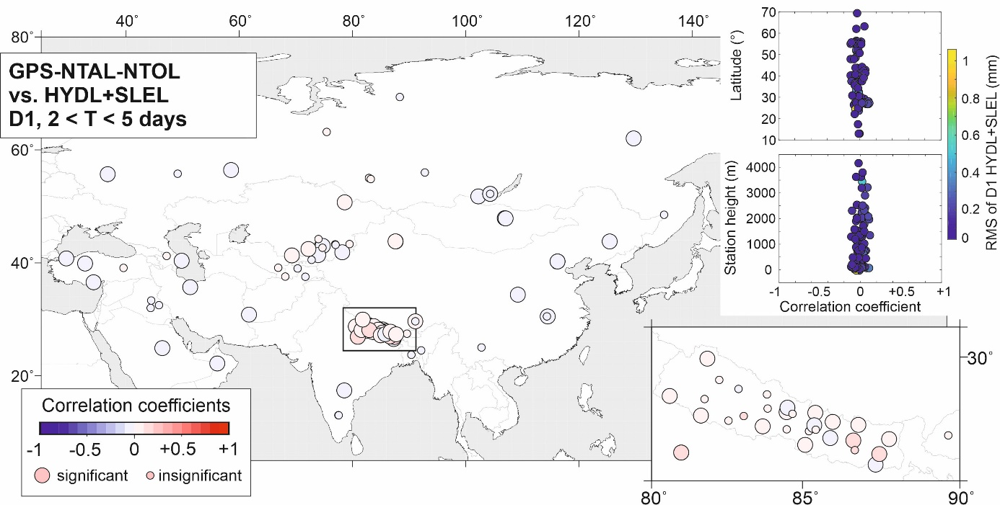 40° 60° 80° 100° 120° 140°
80°
60°
40°
20°
GPS-NTAL-NTOL
vs. HYDL+SLEL
D1, 2 < T < 5 days
Correlation coefficients
-1 -0.5 0 +0.5 +1
significant insignificant
Latitude (°)
70
60
50
40
30
20
10
Station height (m)
4000
3000
2000
1000
0
-1 -0.5 0 +0.5 +1
Correlation coefficient
1
0.8
0.6
0.4
0.2
0
RMS of D1 HYDL+SLEL (mm)
30°
80° 85° 90°